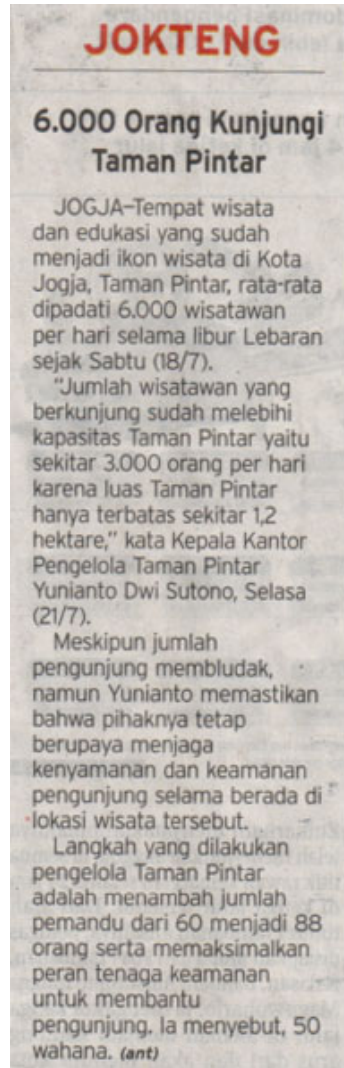 JOKTENG
6.000 Orang Kunjungi
Taman Pintar
JOGJA–Tempat wisata
dan edukasi yang sudah
menjadi ikon wisata di Kota
Jogja, Taman Pintar, rata-rata
dipadati 6.000 wisatawan
per hari selama libur Lebaran
sejak Sabtu (18/7).
"Jumlah wisatawan yang
berkunjung sudah melebihi
kapasitas Taman Pintar yaitu
sekitar 3.000 orang per hari
karena luas Taman Pintar
hanya terbatas sekitar 1,2
hektare," kata Kepala Kantor
Pengelola Taman Pintar
Yunianto Dwi Sutono, Selasa
(21/7).
Meskipun jumlah
pengunjung membludak,
namun Yunianto memastikan
bahwa pihaknya tetap
berupaya menjaga
kenyamanan dan keamanan
pengunjung selama berada di
lokasi wisata tersebut.
Langkah yang dilakukan
pengelola Taman Pintar
adalah menambah jumlah
pemandu dari 60 menjadi 88
orang serta memaksimalkan
peran tenaga keamanan
untuk membantu
pengunjung. Ia menyebut, 50
wahana. (ant)